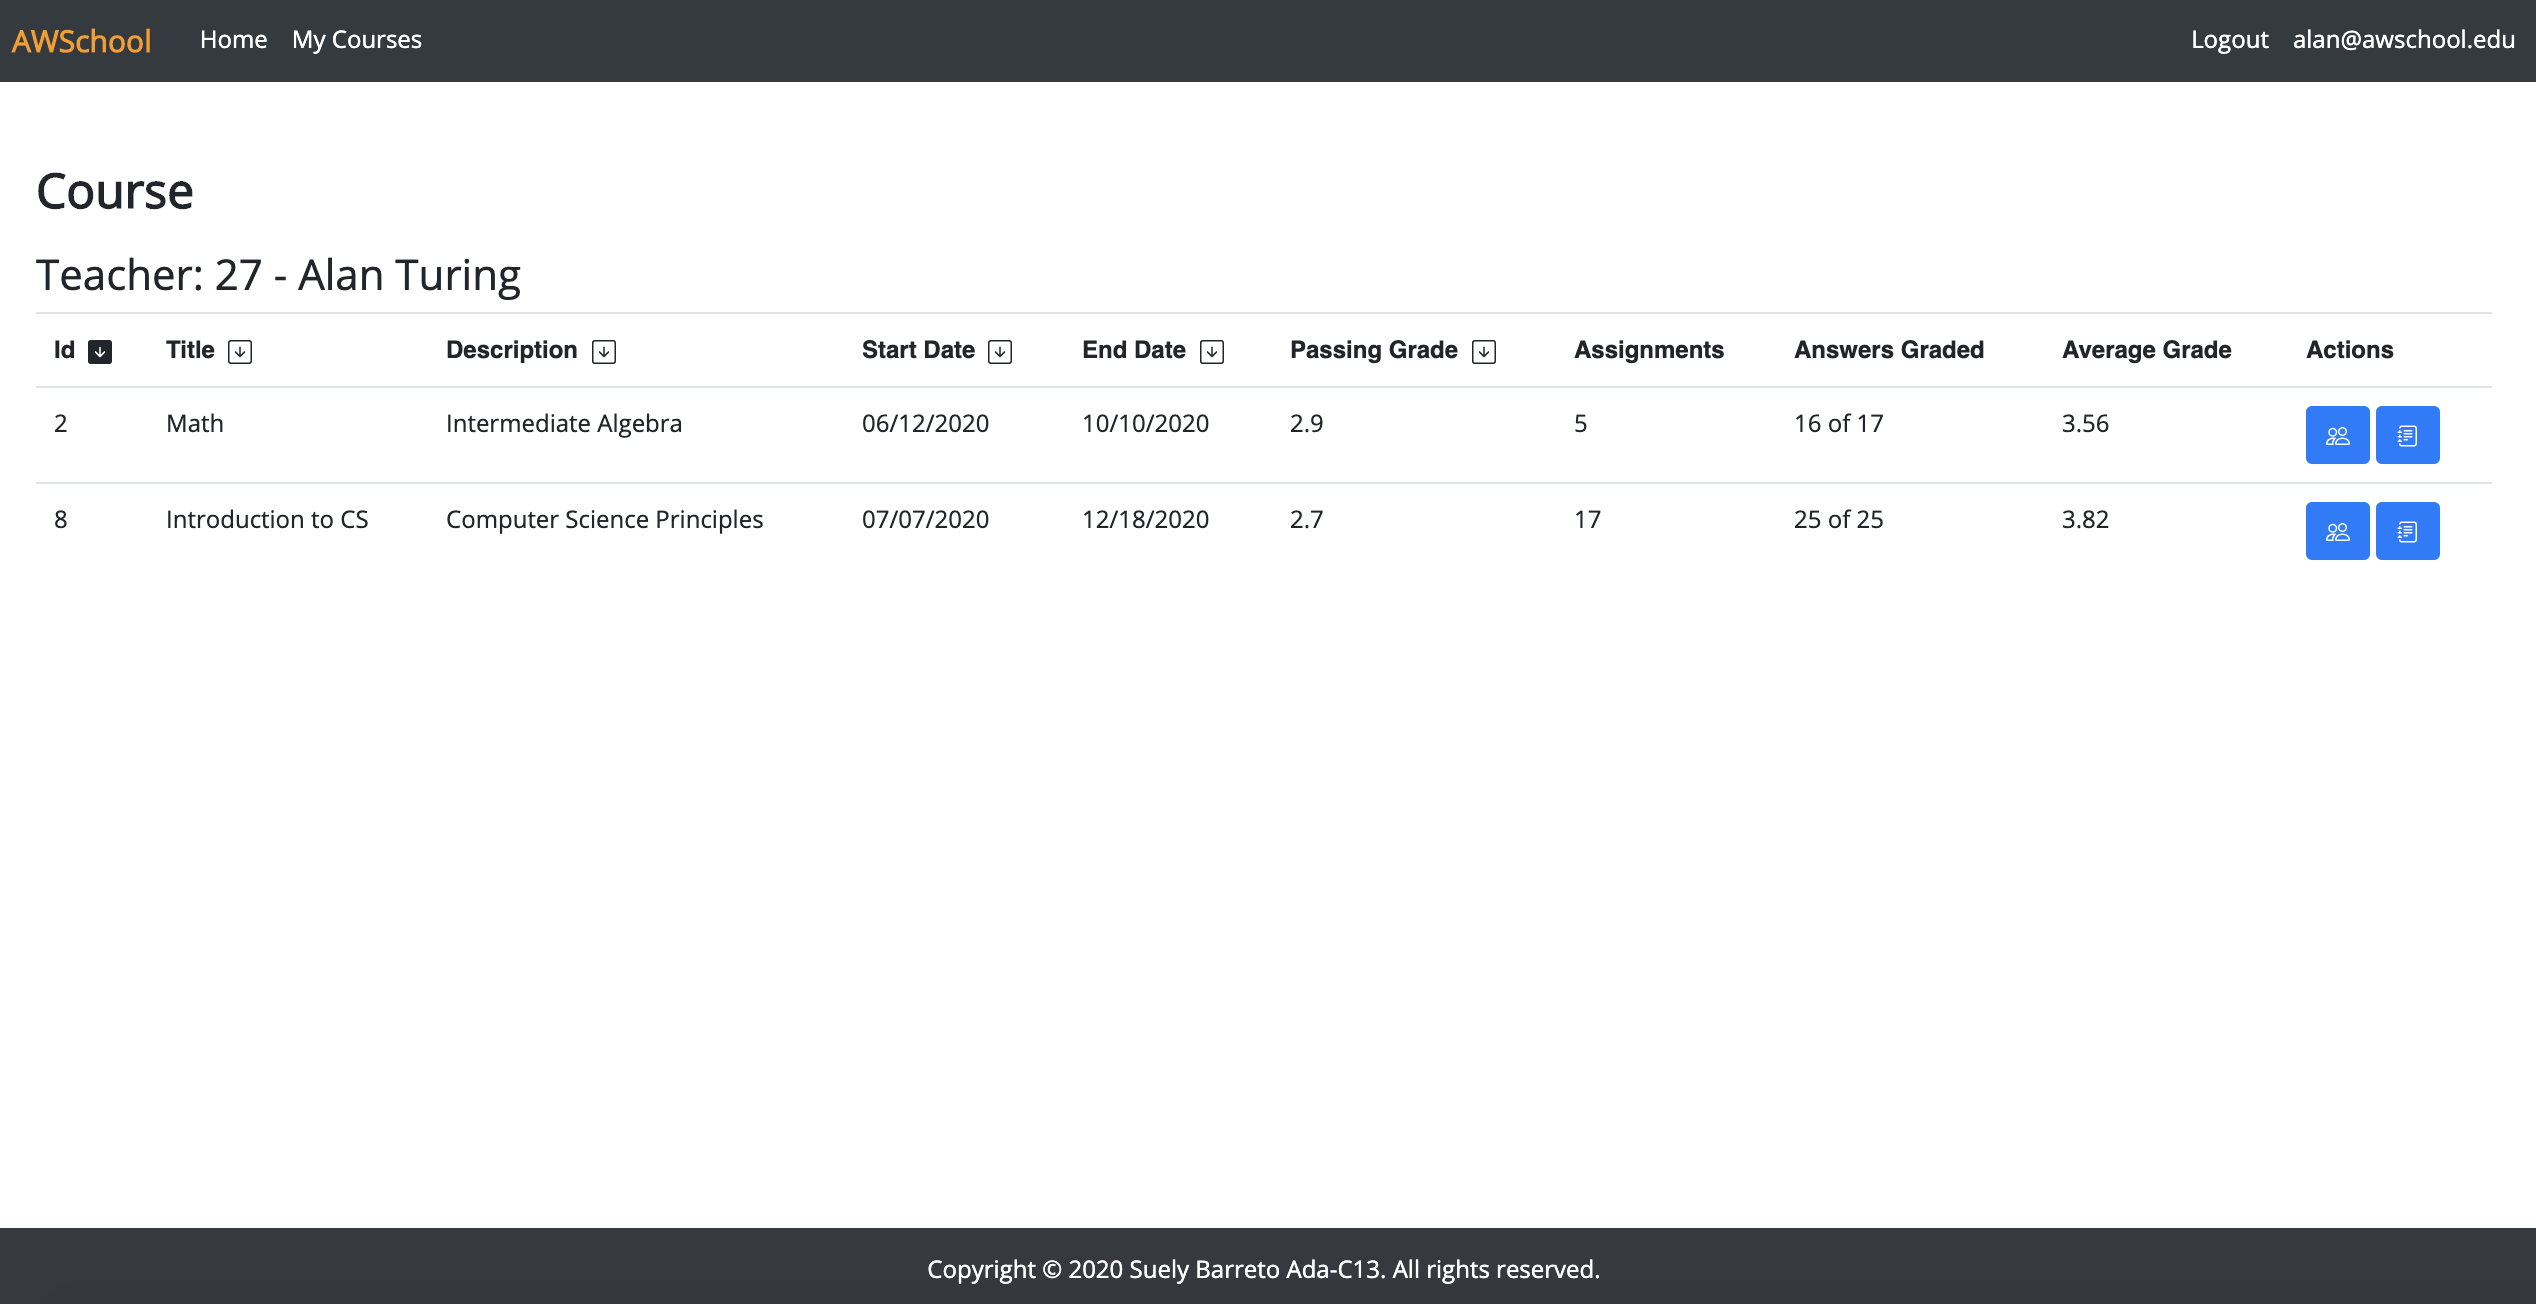 AWSchool Home My Courses Logout alan@awschool.edu
Course
Teacher: 27 - Alan Turing
Id Title Description Start Date End Date Passing Grade Assignments Answers Graded Average Grade Actions
2 Math Intermediate Algebra 06/12/2020 10/10/2020 2.9 5 16 of 17 3.56
8 Introduction to CS Computer Science Principles 07/07/2020 12/18/2020 2.7 17 25 of 25 3.82
Copyright © 2020 Suely Barreto Ada-C13. All rights reserved.